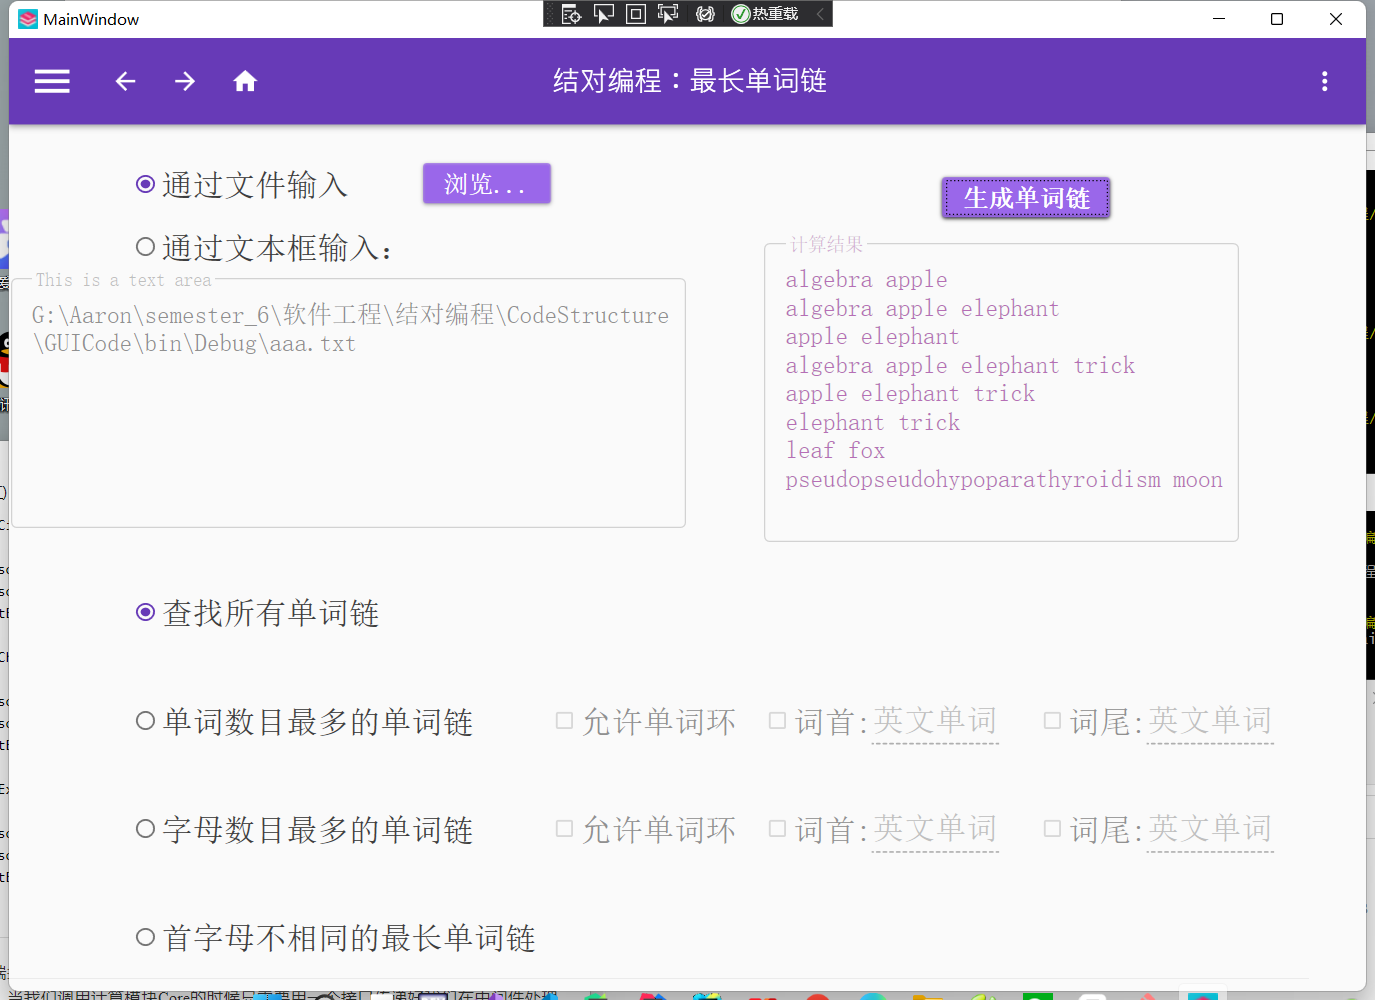 MainWindow
热重载
结对编程：最长单词链
通过文件输入
浏览...
生成单词链
通过文本框输入：
This is a text area
G:\Aaron\semester_6\软件工程\结对编程\CodeStructure
\GUICode\bin\Debug\aaa.txt
计算结果
algebra apple
algebra apple elephant
apple elephant
algebra apple elephant trick
apple elephant trick
elephant trick
leaf fox
pseudopseudohypoparathyroidism moon
查找所有单词链
单词数目最多的单词链
允许单词环
词首:
英文单词
词尾:
英文单词
字母数目最多的单词链
允许单词环
词首:
英文单词
词尾:
英文单词
首字母不相同的最长单词链